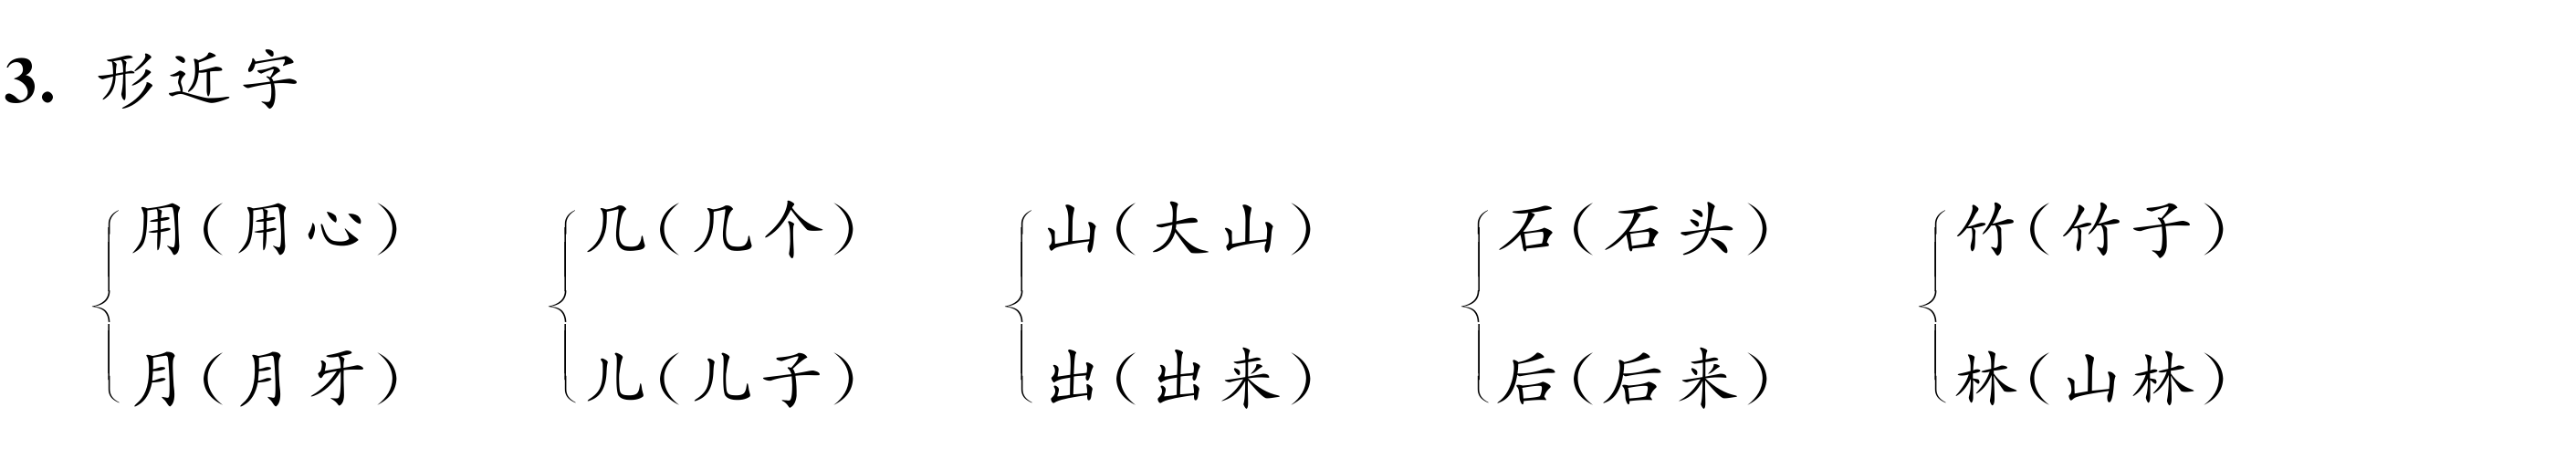 3. 形近字
用(用心) 几(几个) 山(大山) 石(石头) 竹(竹子)
月(月牙) 儿(儿子) 出(出来) 后(后来) 林(山林)